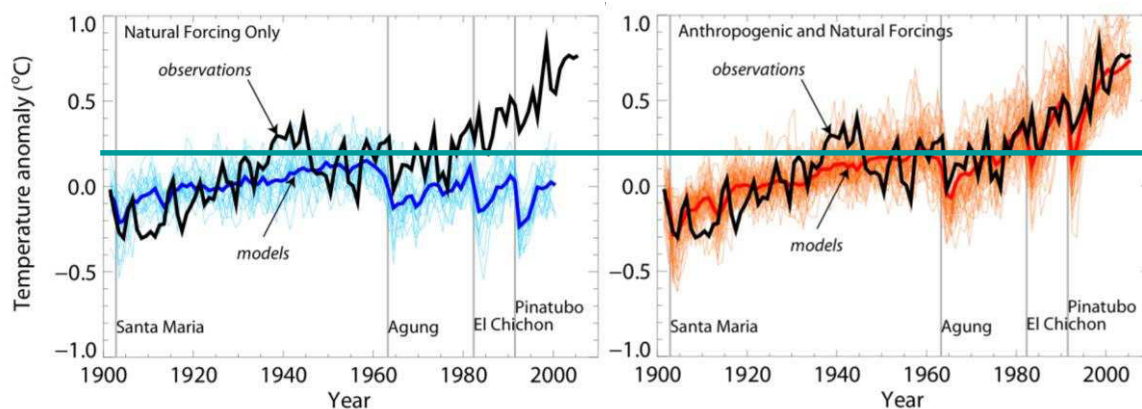 Temperature anomaly (°C)
1.0
0.5
0.0
−0.5
−1.0
Natural Forcing Only
observations
models
Santa Maria
Agung
El Chichon
Pinatubo
1900 1920 1940 1960 1980 2000
Year
1.0
0.5
0.0
−0.5
−1.0
Anthropogenic and Natural Forcings
observations
models
Santa Maria
Agung
El Chichon
Pinatubo
1900 1920 1940 1960 1980 2000
Year